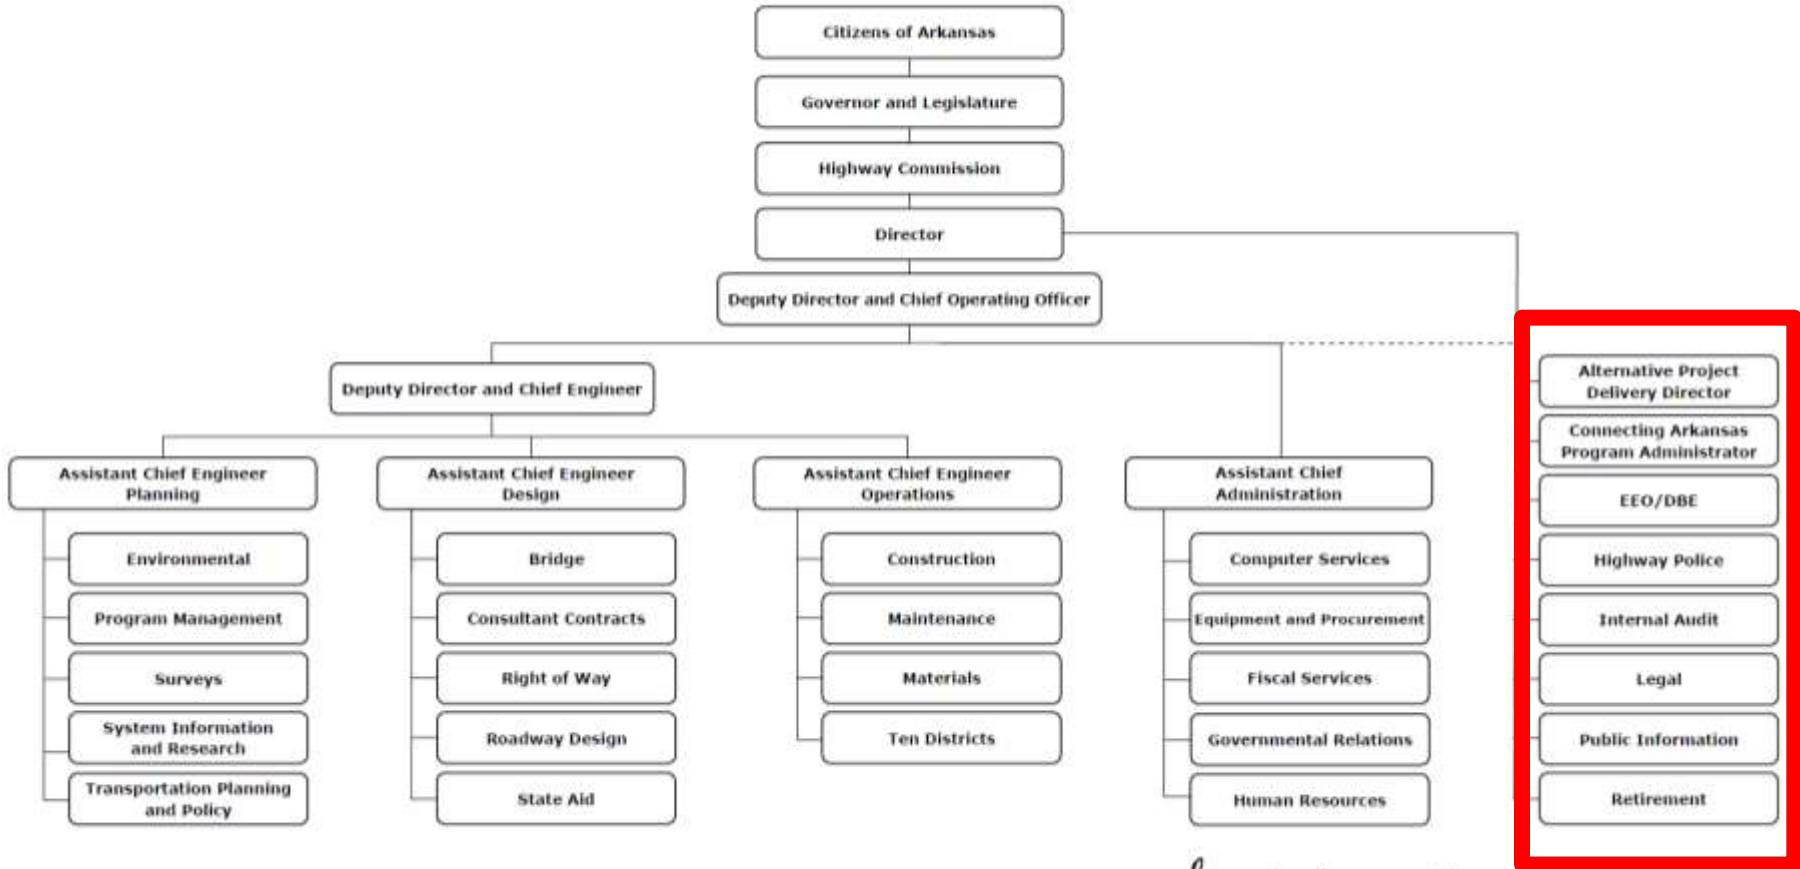 Citizens of Arkansas
Governor and Legislature
Highway Commission
Director
Deputy Director and Chief Operating Officer
Deputy Director and Chief Engineer
Assistant Chief Engineer
Planning
Environmental
Program Management
Surveys
System Information
and Research
Transportation Planning
and Policy
Assistant Chief Engineer
Design
Bridge
Consultant Contracts
Right of Way
Roadway Design
State Aid
Assistant Chief Engineer
Operations
Construction
Maintenance
Materials
Ten Districts
Assistant Chief
Administration
Computer Services
Equipment and Procurement
Fiscal Services
Governmental Relations
Human Resources
Alternative Project
Delivery Director
Connecting Arkansas
Program Administrator
EEO/DBE
Highway Police
Internal Audit
Legal
Public Information
Retirement